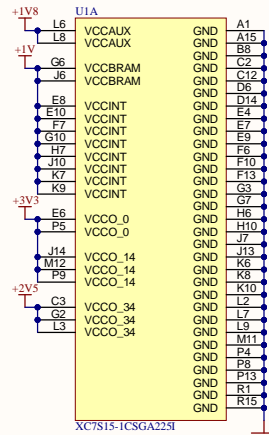 +1V8
U1A
L6 VCCAUX
L8 VCCAUX
+1V
G6 VCCBRAM
J6 VCCBRAM
E8 VCCINT
E10 VCCINT
F7 VCCINT
G10 VCCINT
H7 VCCINT
J10 VCCINT
K7 VCCINT
K9 VCCINT
+3V3
E6 VCCO_0
P5 VCCO_0
J14 VCCO_14
M12 VCCO_14
P9 VCCO_14
+2V5
C3 VCCO_34
G2 VCCO_34
L3 VCCO_34
GND A1
GND A15
GND B8
GND C2
GND C12
GND D6
GND D14
GND E4
GND E7
GND E9
GND F6
GND F10
GND F13
GND G3
GND G7
GND H6
GND H10
GND J7
GND J13
GND K6
GND K8
GND K10
GND L2
GND L7
GND L9
GND M11
GND P4
GND P8
GND P13
GND R1
GND R15
XC7S15-1CSGA225I